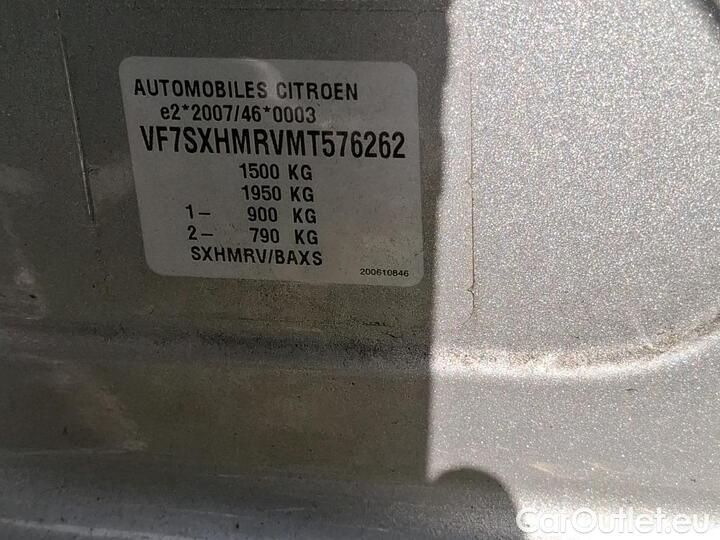 AUTOMOBILES CITROEN
e2*2007/46*0003
VF7SXHMRVMT576262
1500 KG
1950 KG
1- 900 KG
2- 790 KG
SXHMRV/BAXS
200610846
CarOutlet.eu